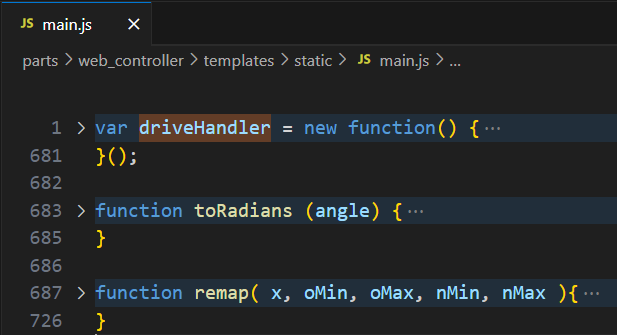 JS main.js ×
parts > web_controller > templates > static > JS main.js > ...
1 > var driveHandler = new function() {···
681 }();
682
683 > function toRadians (angle) {···
685 }
686
687 > function remap( x, oMin, oMax, nMin, nMax ){···
726 }